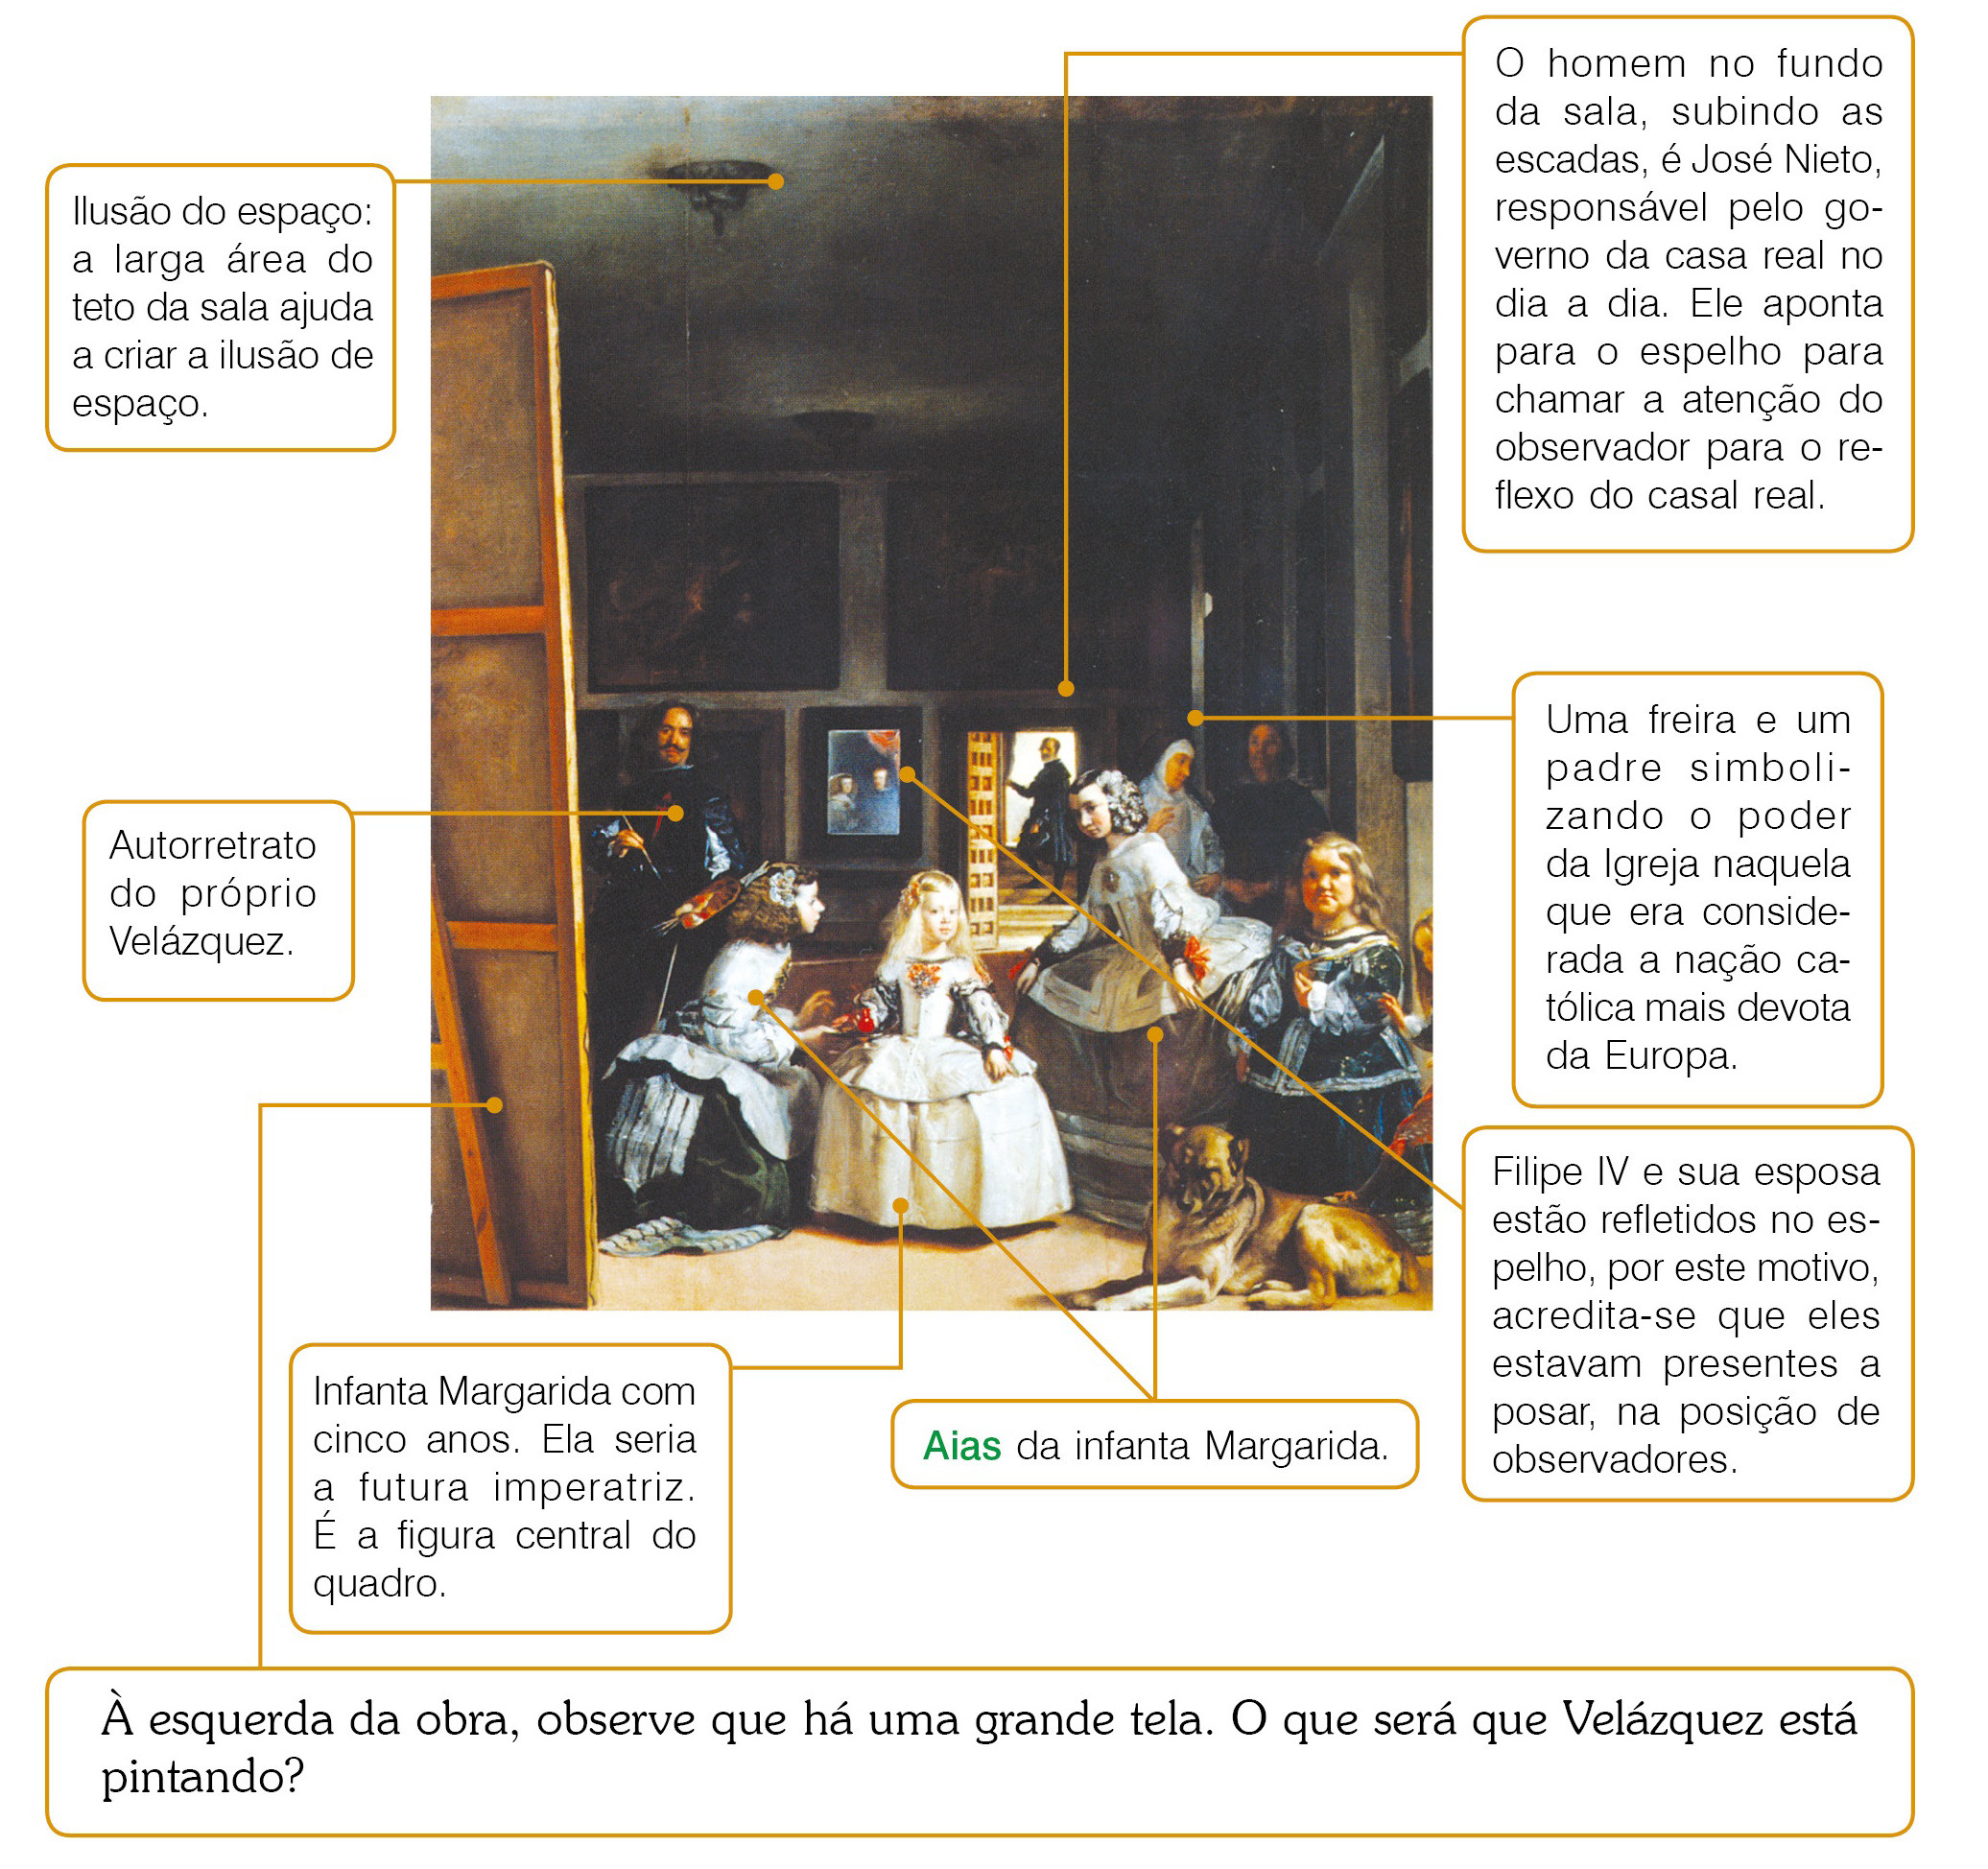 Ilusão do espaço:
a larga área do
teto da sala ajuda
a criar a ilusão de
espaço.
O homem no fundo
da sala, subindo as
escadas, é José Nieto,
responsável pelo go-
verno da casa real no
dia a dia. Ele aponta
para o espelho para
chamar a atenção do
observador para o re-
flexo do casal real.
Autorretrato
do próprio
Velázquez.
Uma freira e um
padre simboli-
zando o poder
da Igreja naquela
que era conside-
rada a nação ca-
tólica mais devota
da Europa.
Filipe IV e sua esposa
estão refletidos no es-
pelho, por este motivo,
acredita-se que eles
estavam presentes a
posar, na posição de
observadores.
Infanta Margarida com
cinco anos. Ela seria
a futura imperatriz.
É a figura central do
quadro.
Aias da infanta Margarida.
À esquerda da obra, observe que há uma grande tela. O que será que Velázquez está
pintando?